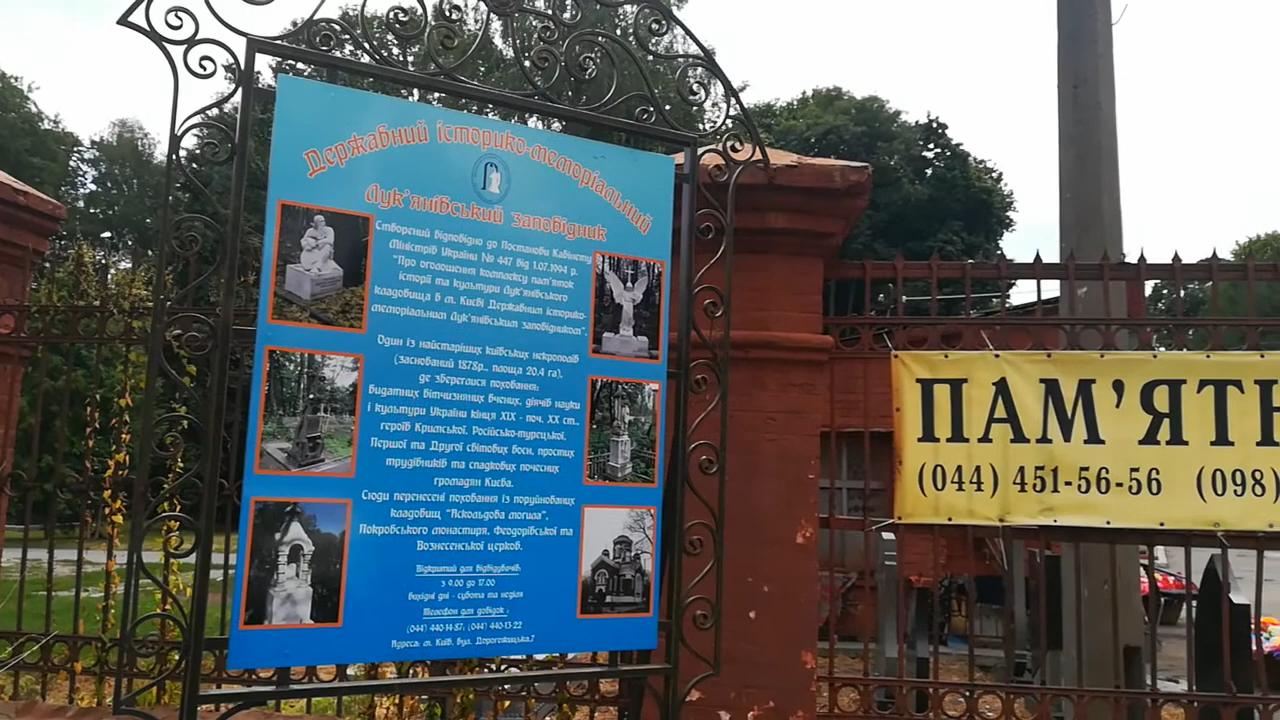 Державний історико-меморіальний
Лук'янівський заповідник
Створений відповідно до Постанови Кабінету
Міністрів України № 447 від 1.07.1994 р.
"Про оголошення комплексу пам'яток
історії та культури Лук'янівського
кладовища в м. Києві Державним історико-
меморіальним Лук'янівським заповідником".
Один із найстаріших київських некрополів
(заснований 1878р., площа 20,4 га),
де збереглися поховання:
Видатних вітчизняних вчених, діячів науки
і культури України кінця XIX - поч. XX ст.,
героїв Кримської, Російсько-турецької,
Першої та Другої світових воєн, простих
трудівників та спадкових почесних
громадян Києва.
Сюди перенесені поховання із поруйнованих
кладовищ "Аскольдова могила",
Покровського монастиря, Феодорівської та
Вознесенської церков.
Відкритий для відвідувачів:
з 9.00 до 17.00
Вихідні дні - субота та неділя
Телефон для довідок:
(044) 440-14-87; (044) 440-13-22
Адреса: м. Київ, вул. Дорогожицька,7
ПАМ'ЯТН
(044) 451-56-56 (098)